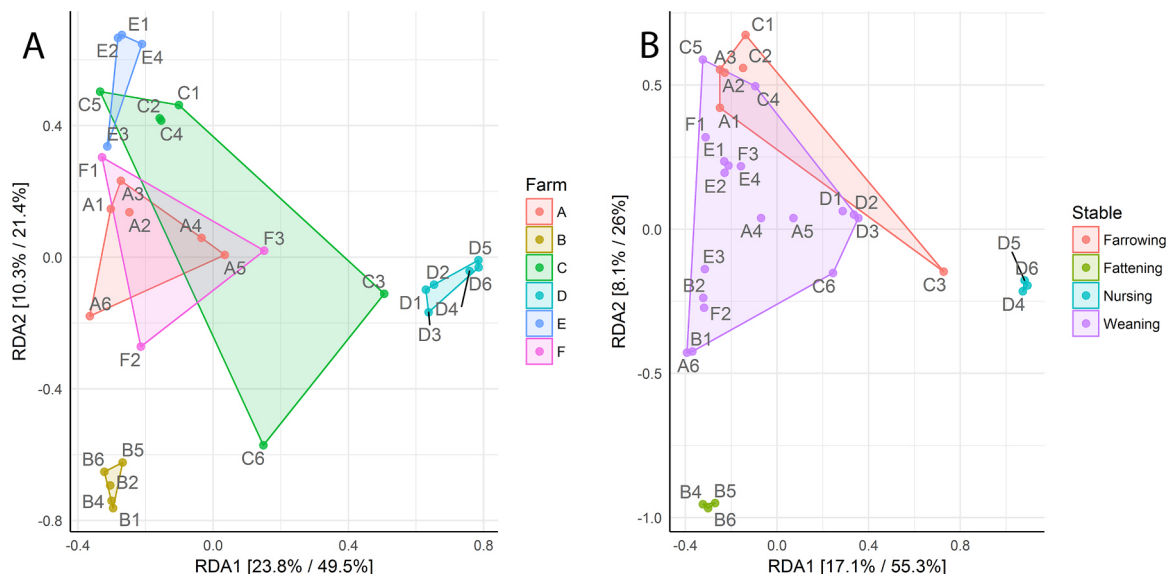 A
E1
E2
E4
C5
C1
C2
C4
0.4
E3
F1
A3
A1
A2
A4
F3
A5
0.0
C3
D5
D2
D6
D1
D4
D3
A6
F2
-0.4
C6
B6
B5
B2
B4
B1
-0.8
-0.4
0.0
0.4
0.8
RDA1 [23.8% / 49.5%]
RDA2 [10.3% / 21.4%]
Farm
A
B
C
D
E
F
B
C1
C5
A3
C2
0.5
A2
C4
A1
F1
E1
F3
E2
E4
D1
D2
0.0
A4
A5
D3
D5
E3
D6
C6
C3
B2
D4
F2
B1
A6
-0.5
B4
B5
B6
-1.0
-0.4
0.0
0.4
0.8
RDA1 [17.1% / 55.3%]
RDA2 [8.1% / 26%]
Stable
Farrowing
Fattening
Nursing
Weaning